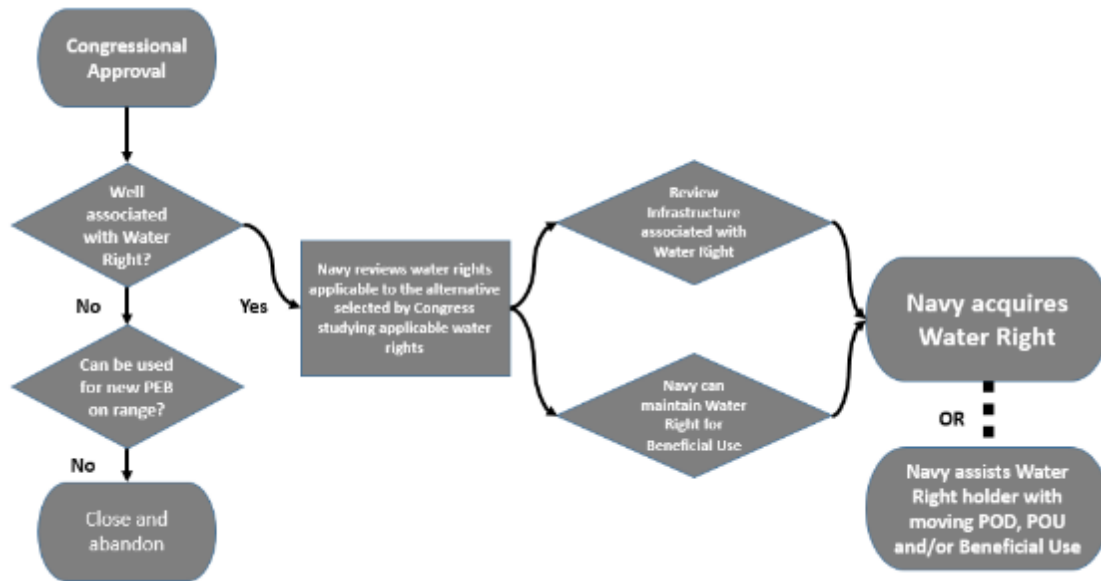 Congressional
Approval
Well
associated
with Water
Right?
No
Yes
Can be used
for new PEB
on range?
No
Close and
abandon
Navy reviews water rights
applicable to the alternative
selected by Congress
studying applicable water
rights
Review
Infrastructure
associated with
Water Right
Navy can
maintain Water
Right for
Beneficial Use
Navy acquires
Water Right
OR
Navy assists Water
Right holder with
moving POD, POU
and/or Beneficial Use